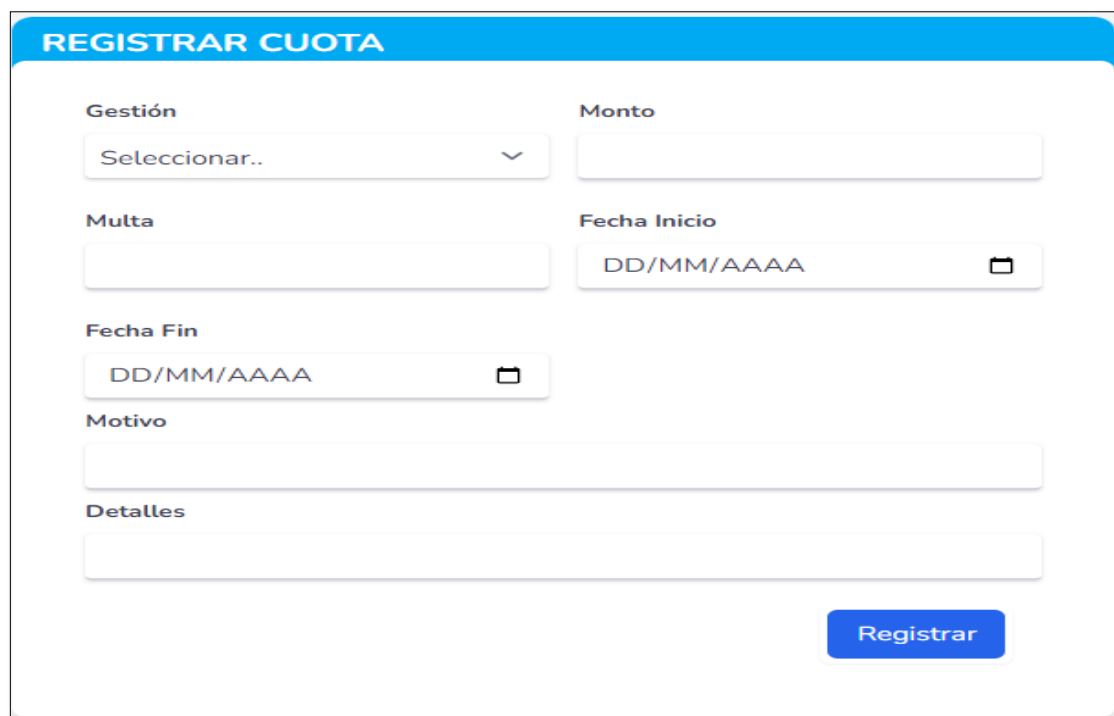 REGISTRAR CUOTA
Gestión Monto
Seleccionar..
Multa Fecha Inicio
DD/MM/AAAA
Fecha Fin
DD/MM/AAAA
Motivo
Detalles
Registrar